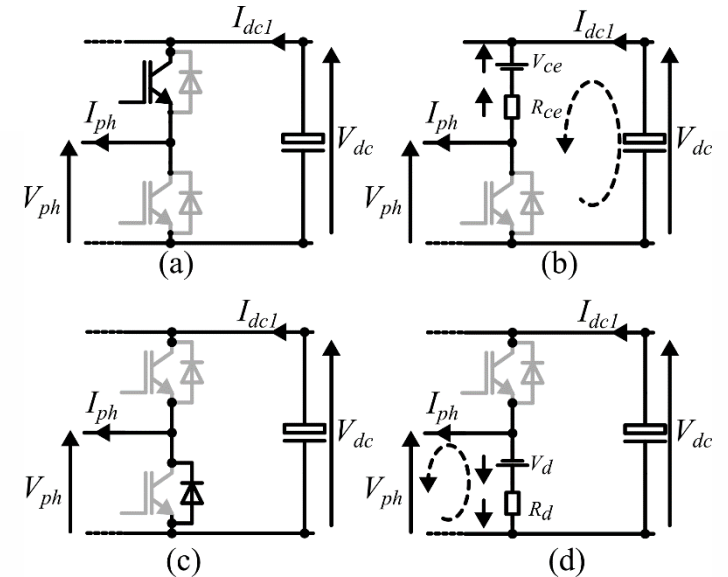 I_dc1 I_dc1
V_ce
I_ph R_ce I_ph
V_dc V_dc
V_ph V_ph
(a) (b)
I_dc1 I_dc1
I_ph I_ph
V_dc V_dc
V_d
V_ph V_ph
R_d
(c) (d)